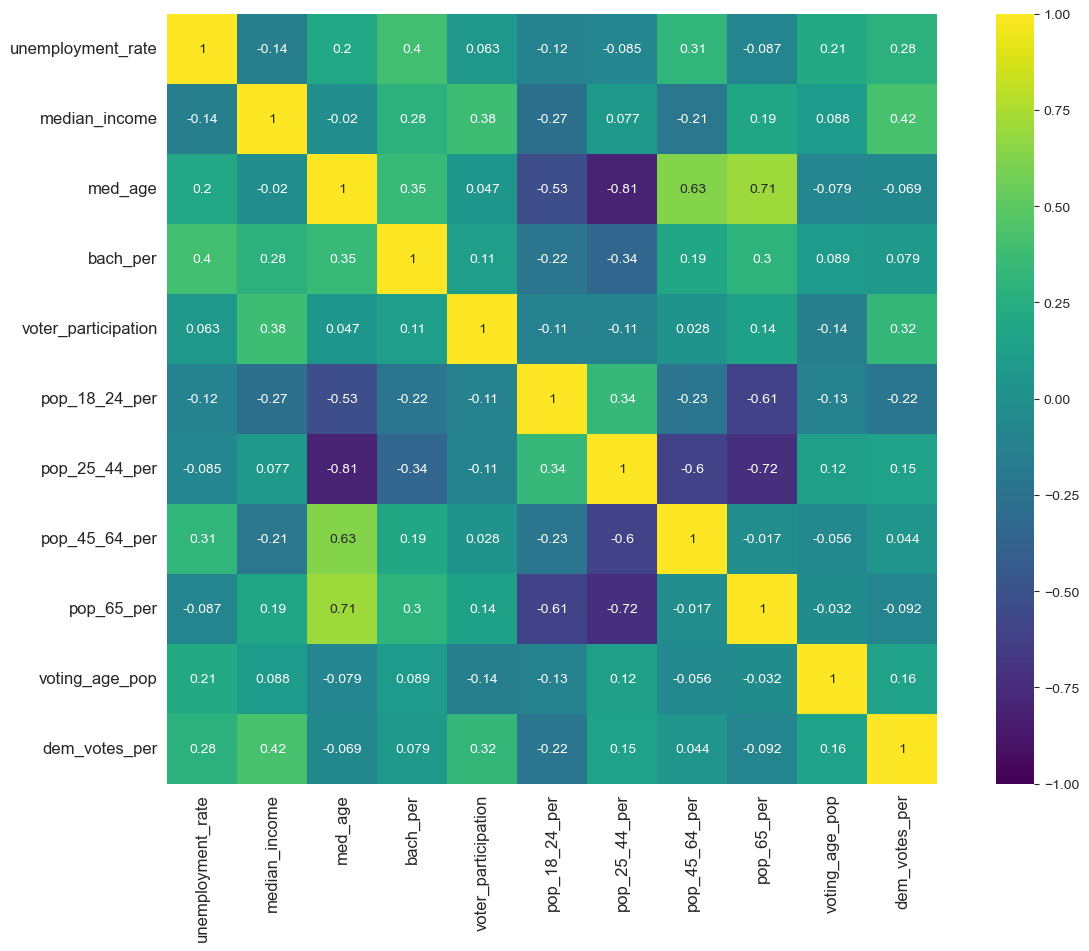 unemployment_rate 1 -0.14 0.2 0.4 0.063 -0.12 -0.085 0.31 -0.087 0.21 0.28
median_income -0.14 1 -0.02 0.28 0.38 -0.27 0.077 -0.21 0.19 0.088 0.42
med_age 0.2 -0.02 1 0.35 0.047 -0.53 -0.81 0.63 0.71 -0.079 -0.069
bach_per 0.4 0.28 0.35 1 0.11 -0.22 -0.34 0.19 0.3 0.089 0.079
voter_participation 0.063 0.38 0.047 0.11 1 -0.11 -0.11 0.028 0.14 -0.14 0.32
pop_18_24_per -0.12 -0.27 -0.53 -0.22 -0.11 1 0.34 -0.23 -0.61 -0.13 -0.22
pop_25_44_per -0.085 0.077 -0.81 -0.34 -0.11 0.34 1 -0.6 -0.72 0.12 0.15
pop_45_64_per 0.31 -0.21 0.63 0.19 0.028 -0.23 -0.6 1 -0.017 -0.056 0.044
pop_65_per -0.087 0.19 0.71 0.3 0.14 -0.61 -0.72 -0.017 1 -0.032 -0.092
voting_age_pop 0.21 0.088 -0.079 0.089 -0.14 -0.13 0.12 -0.056 -0.032 1 0.16
dem_votes_per 0.28 0.42 -0.069 0.079 0.32 -0.22 0.15 0.044 -0.092 0.16 1
unemployment_rate
median_income
med_age
bach_per
voter_participation
pop_18_24_per
pop_25_44_per
pop_45_64_per
pop_65_per
voting_age_pop
dem_votes_per
1.00
0.75
0.50
0.25
0.00
−0.25
−0.50
−0.75
−1.00